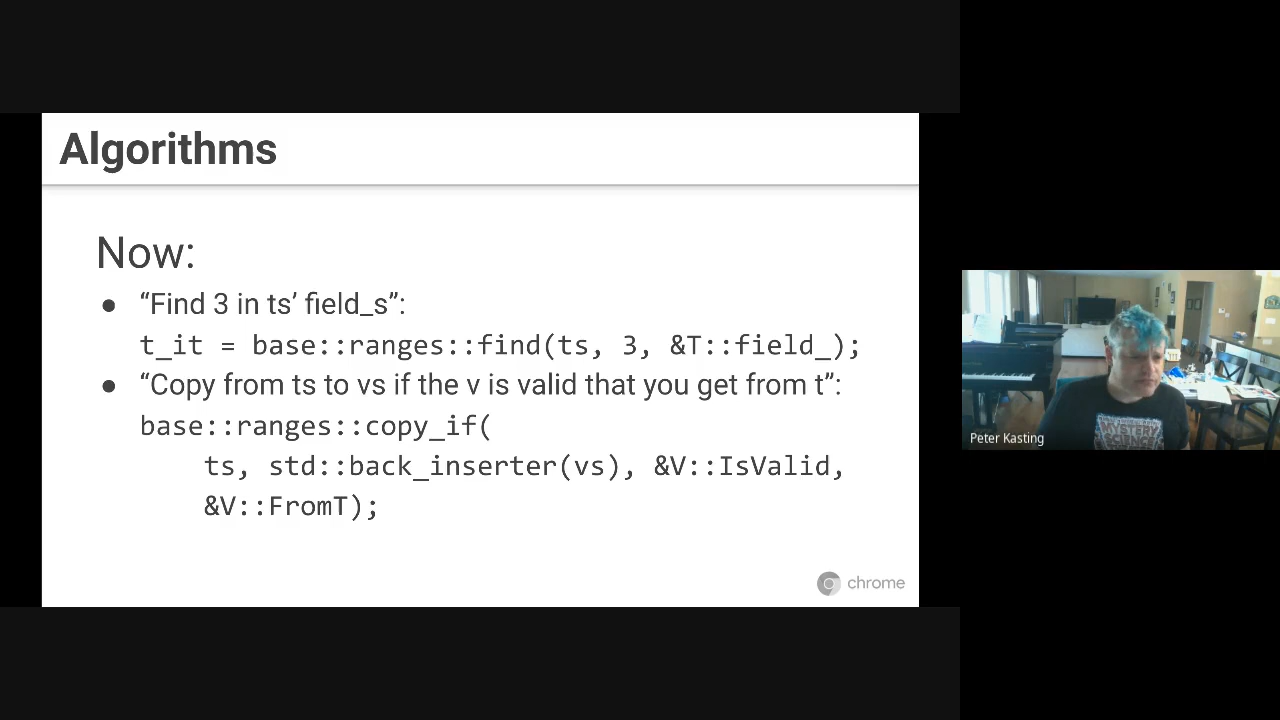 Algorithms
Now:
● “Find 3 in ts’ field_s”:
t_it = base::ranges::find(ts, 3, &T::field_);
● “Copy from ts to vs if the v is valid that you get from t”:
base::ranges::copy_if(
ts, std::back_inserter(vs), &V::IsValid,
&V::FromT);
chrome
Peter Kasting
MYSTERY
SCIENCE